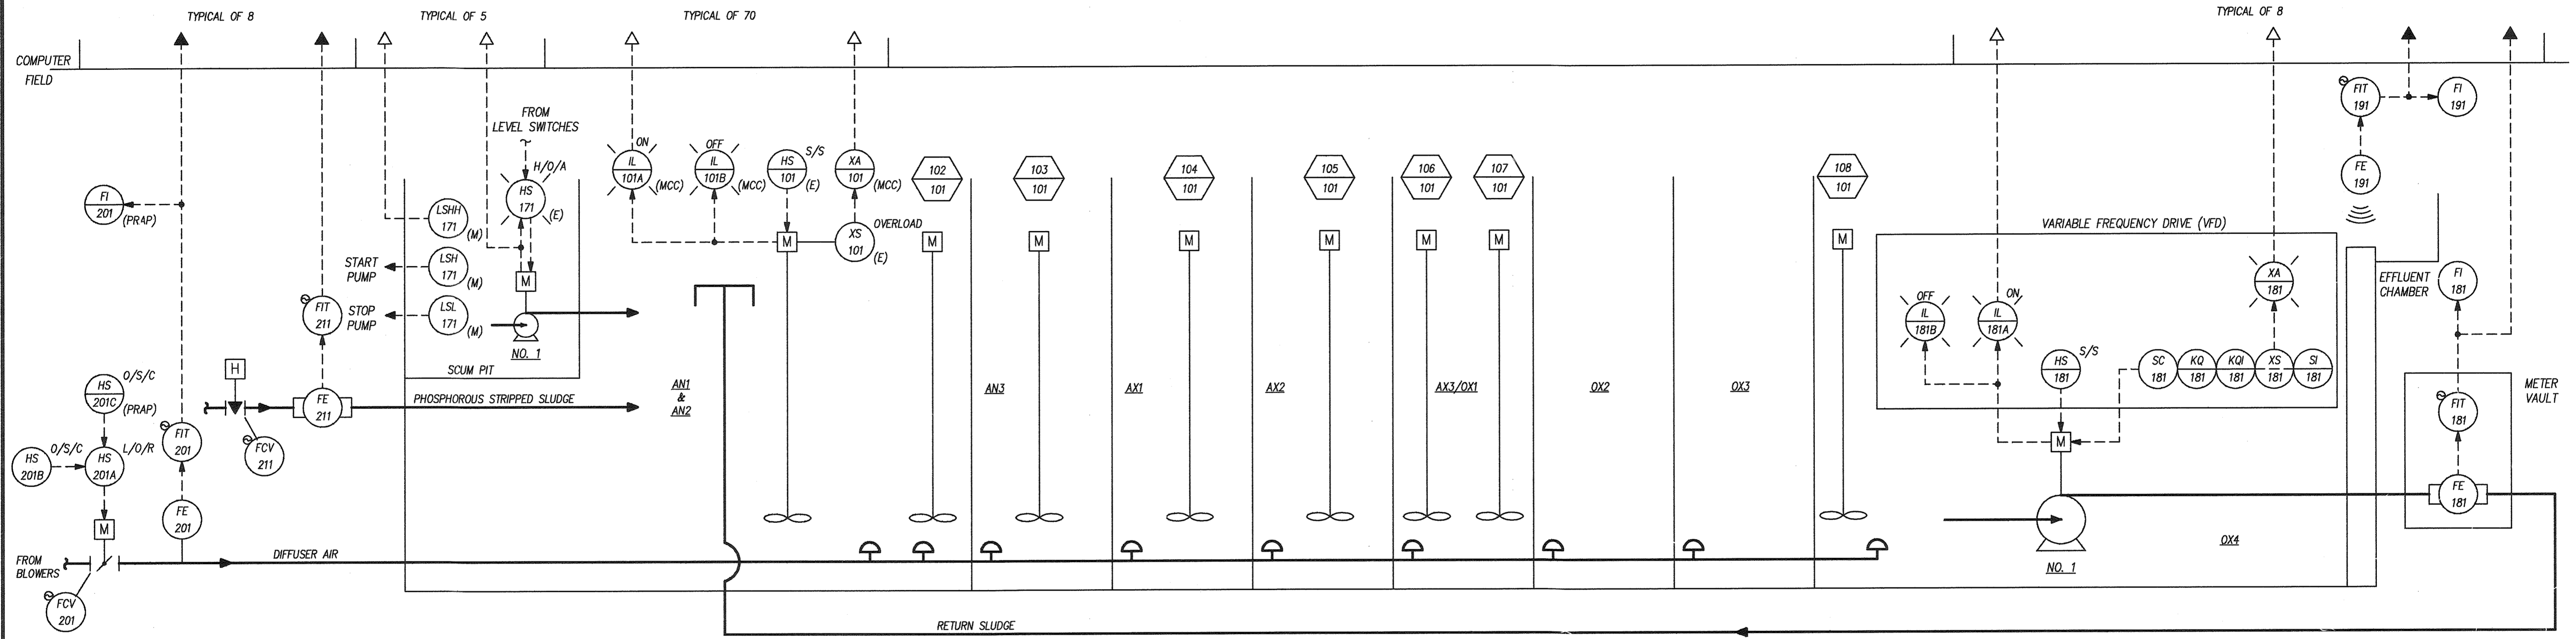 TYPICAL OF 8
TYPICAL OF 5
TYPICAL OF 70
TYPICAL OF 8
COMPUTER
FIELD
FI
201
(PRAP)
HS
201C
O/S/C
(PRAP)
HS
201B
O/S/C
HS
201A
L/O/R
M
FROM
BLOWERS
FCV
201
FIT
201
FE
201
DIFFUSER AIR
H
FCV
211
FIT
211
FE
211
PHOSPHOROUS STRIPPED SLUDGE
START
PUMP
STOP
PUMP
LSHH
171
(M)
LSH
171
(M)
LSL
171
(M)
FROM
LEVEL SWITCHES
H/O/A
HS
171
(E)
M
NO. 1
SCUM PIT
ON
IL
101A
(MCC)
OFF
IL
101B
(MCC)
S/S
HS
101
(E)
XA
101
(MCC)
M
XS
101
OVERLOAD
(E)
AN1
&
AN2
102
101
M
103
101
M
AN3
104
101
M
AX1
105
101
M
AX2
106
101
M
107
101
M
AX3/OX1
OX2
OX3
108
101
M
VARIABLE FREQUENCY DRIVE (VFD)
OFF
IL
181B
ON
IL
181A
HS
181
S/S
SC
181
KQ
181
KQI
181
XS
181
SI
181
XA
181
M
NO. 1
OX4
FIT
191
FI
191
FE
191
EFFLUENT
CHAMBER
FI
181
FIT
181
FE
181
METER
VAULT
RETURN SLUDGE